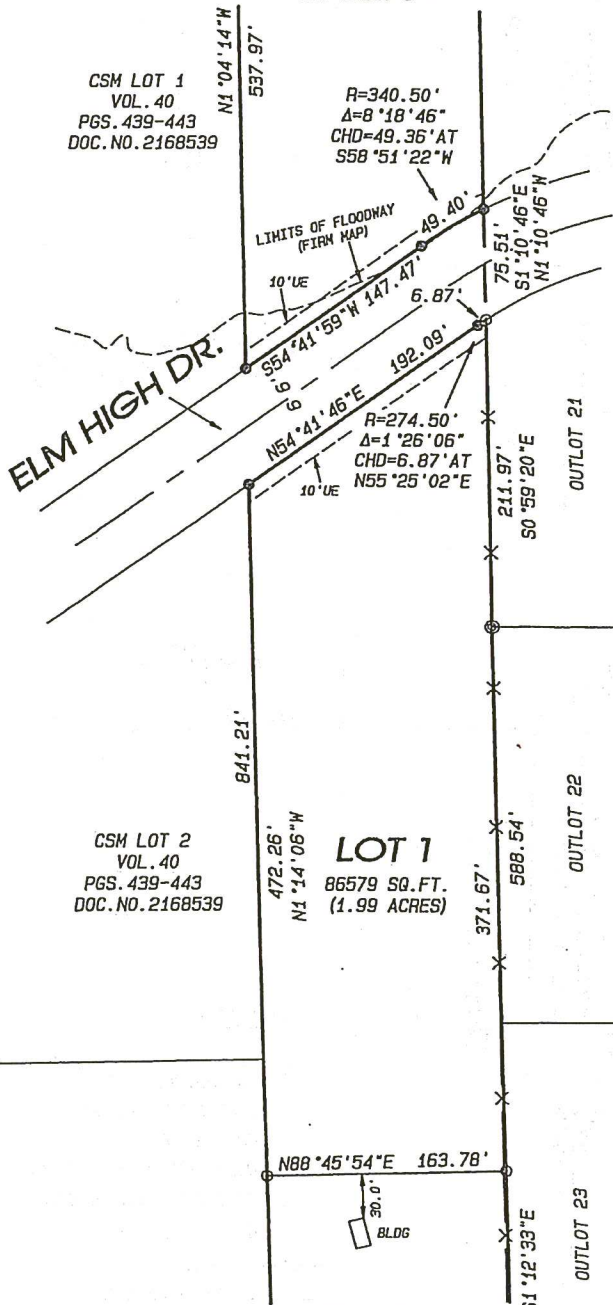 N1°04'14"W
537.97'
CSM LOT 1
VOL.40
PGS.439-443
DOC.NO.2168539
R=340.50'
Δ=8°18'46"
CHD=49.36'AT
S58°51'22"W
LIMITS OF FLOODWAY
(FIRM MAP)
49.40'
10'UE
S54°41'59"W 147.47'
75.51'
S1°10'46"E
N1°10'46"W
6.87'
ELM HIGH DR.
66'
N54°41'46"E 192.09'
R=274.50'
Δ=1°26'06"
CHD=6.87'AT
N55°25'02"E
10'UE
211.97'
S0°59'20"E
OUTLOT 21
841.21'
472.26'
N1°14'06"W
CSM LOT 2
VOL.40
PGS.439-443
DOC.NO.2168539
LOT 1
86579 SQ.FT.
(1.99 ACRES)
371.67'
588.54'
OUTLOT 22
N88°45'54"E 163.78'
30.0'
BLDG
S1°12'33"E
OUTLOT 23